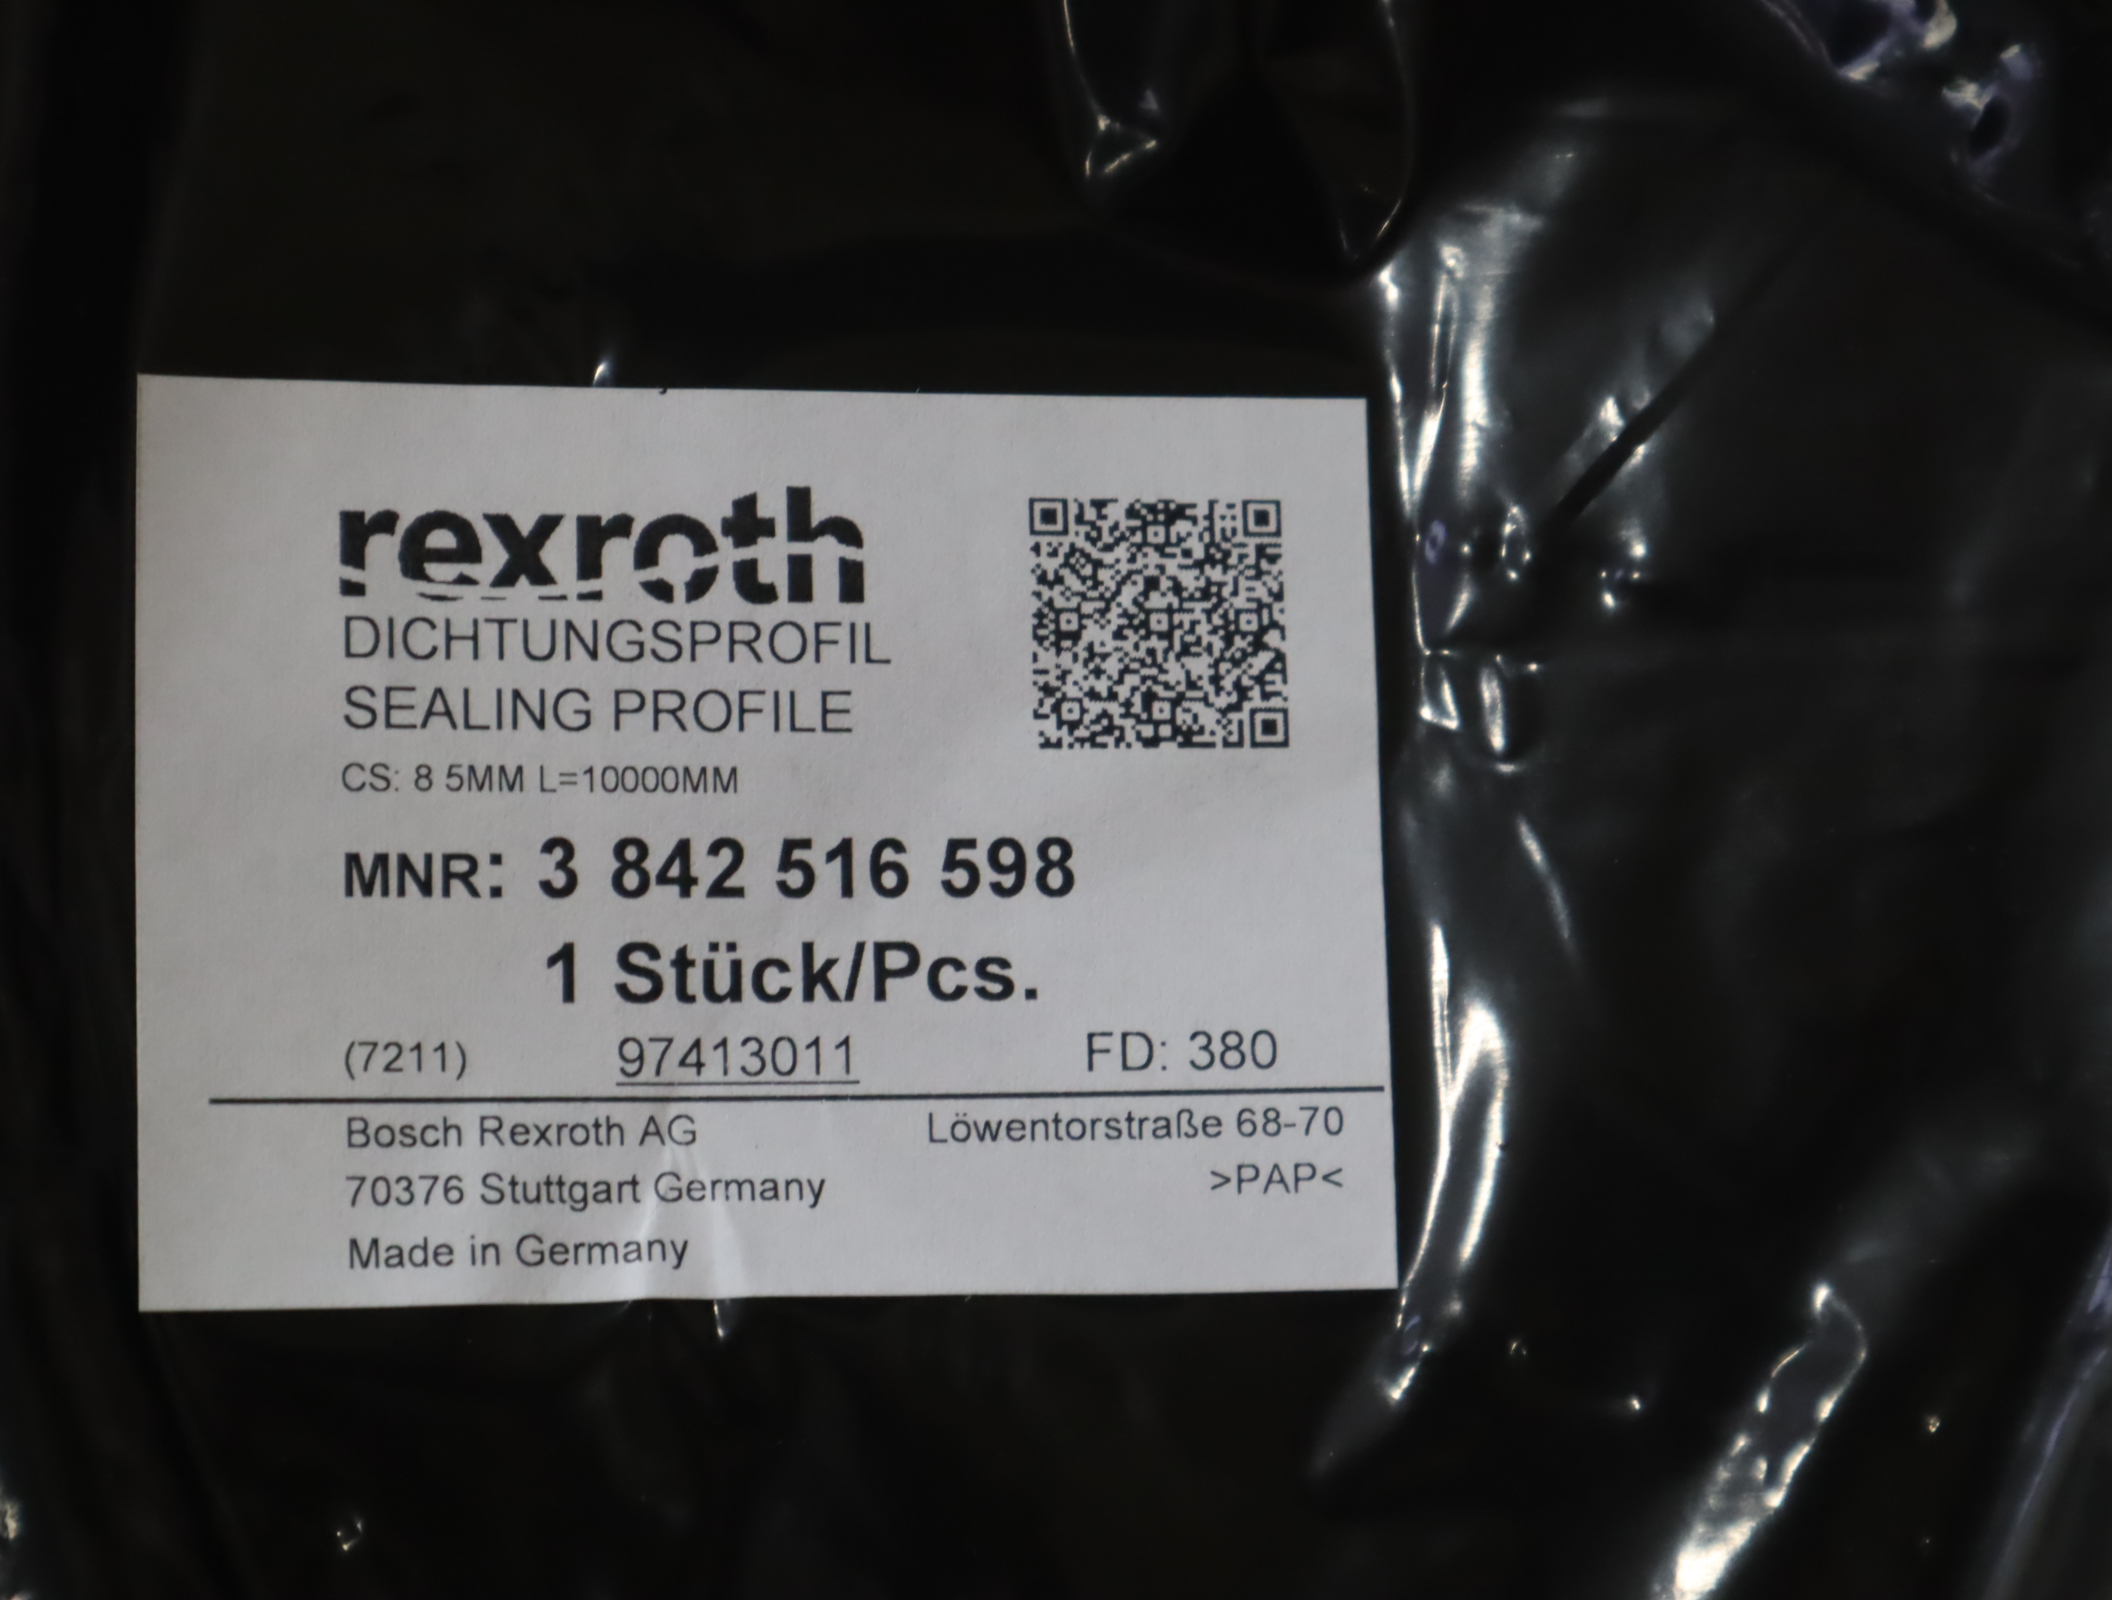 rexroth
DICHTUNGSPROFIL
SEALING PROFILE
CS: 8 5MM L=10000MM
MNR: 3 842 516 598
1 Stück/Pcs.
(7211) 97413011 FD: 380
Bosch Rexroth AG Löwentorstraße 68-70
70376 Stuttgart Germany >PAP<
Made in Germany